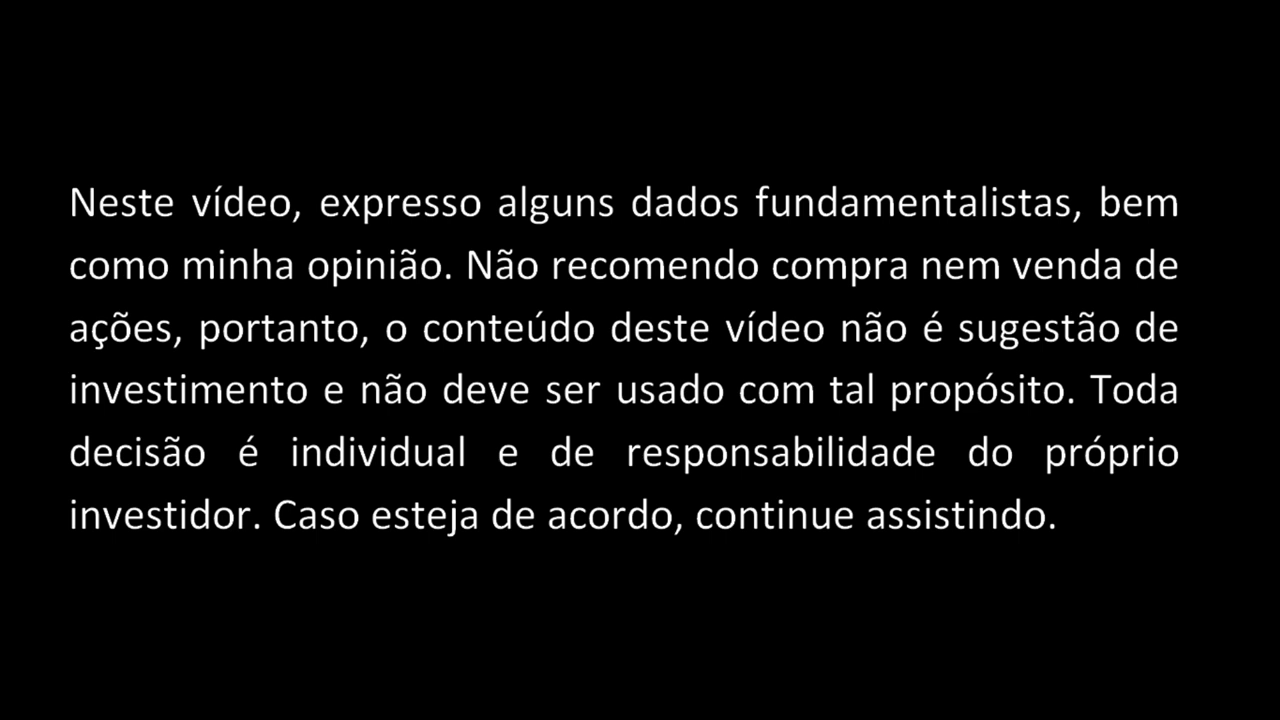 Neste vídeo, expresso alguns dados fundamentalistas, bem
como minha opinião. Não recomendo compra nem venda de
ações, portanto, o conteúdo deste vídeo não é sugestão de
investimento e não deve ser usado com tal propósito. Toda
decisão é individual e de responsabilidade do próprio
investidor. Caso esteja de acordo, continue assistindo.